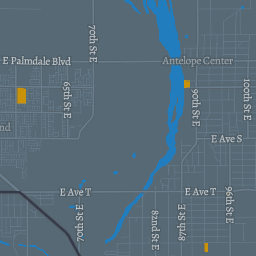 70th St E
E Palmdale Blvd
Antelope Center
65th St E
90th St E
100th St E
nd
E Ave S
E Ave T
E Ave T
70th St E
82nd St E
87th St E
96th St E